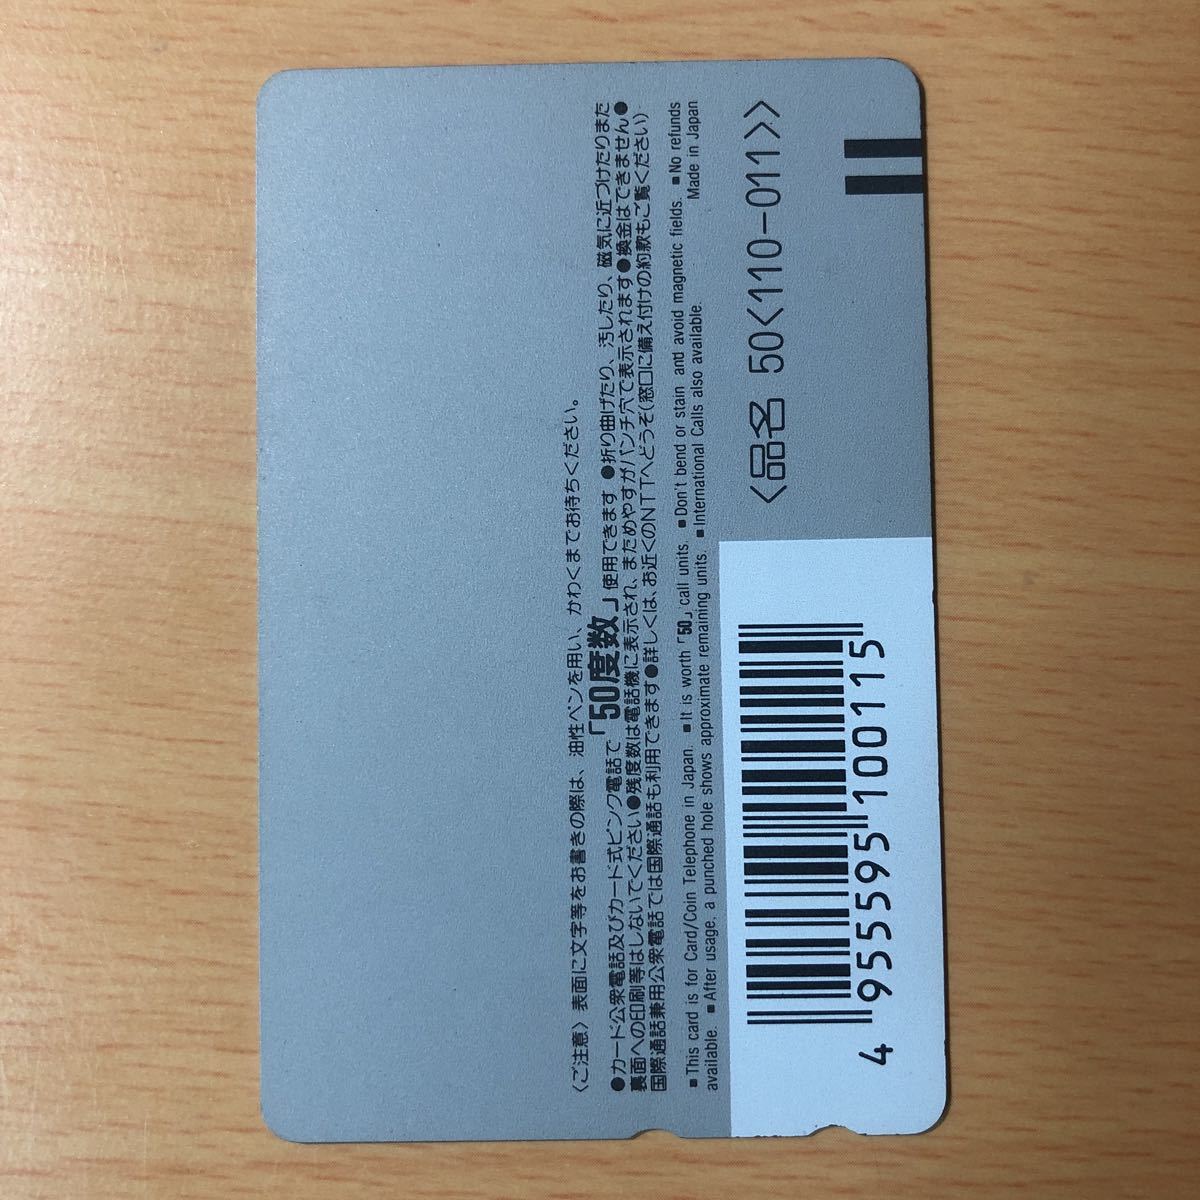 〈ご注意〉表面に文字等をお書きの際は、油性ペンを用い、かわくまでお待ちください。
●カード公衆電話及びカード式ピンク電話で「50度数」使用できます●折り曲げたり、汚したり、磁気に近づけたりまた
裏面への印刷等はしないでください●残度数は電話機に表示され、まためやすがパンチ穴で表示されます●換金はできません●
国際通話兼用公衆電話では国際通話も利用できます●詳しくは、お近くのNTTへどうぞ(窓口に備え付けの約款もご覧ください)
■This card is for Card/Coin Telephone in Japan. ■It is worth「50」call units. ■Don't bend or stain and avoid magnetic fields. ■No refunds
available. ■After usage, a punched hole shows approximate remaining units. ■International Calls also available. Made in Japan
〈品名 50〈110-011〉〉
4 955595 100115